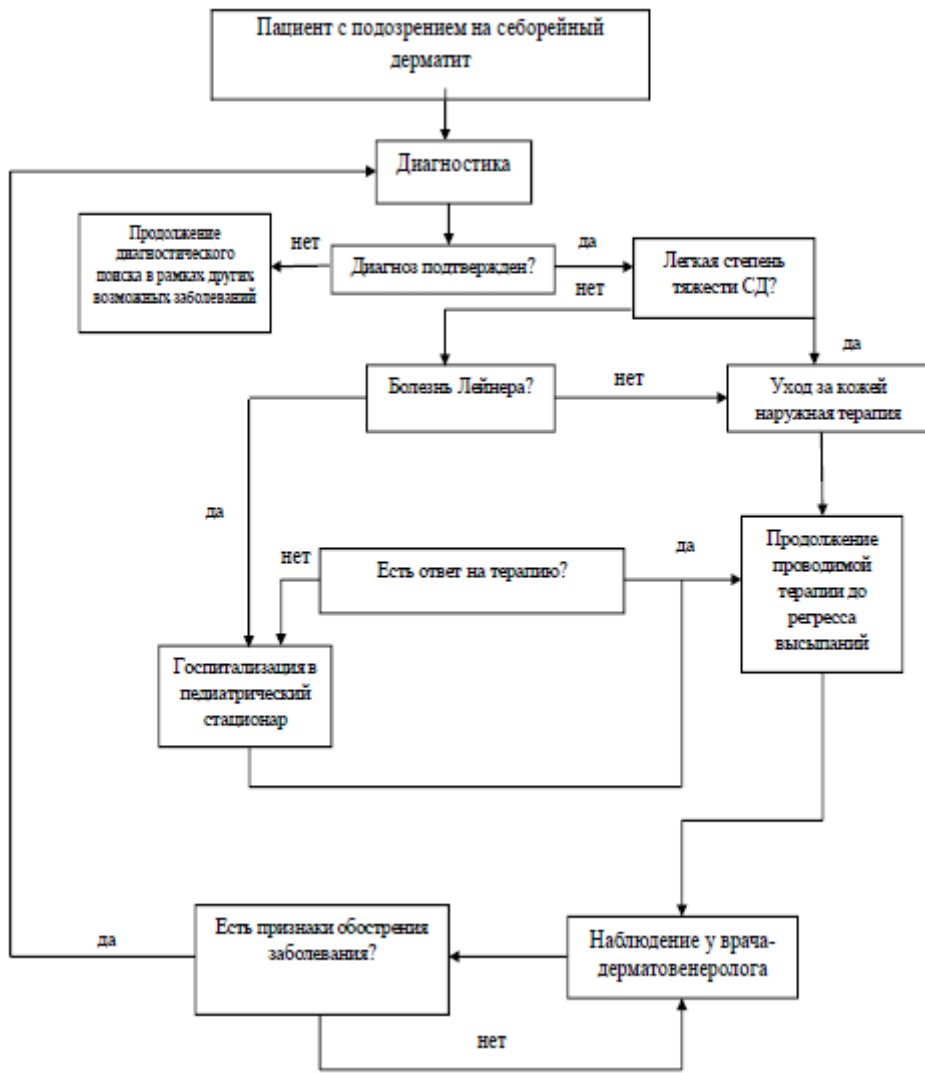 Пациент с подозрением на себорейный
дерматит
Диагностика
Продолжение
диагностического
поиска в рамках других
возможных заболеваний
нет
Диагноз подтвержден?
да
Легкая степень
тяжести СД?
нет
да
Болезнь Лейнера?
нет
Уход за кожей
наружная терапия
да
нет
Есть ответ на терапию?
да
Продолжение
проводимой
терапии до
регресса
высыпаний
Госпитализация в
педиатрический
стационар
да
Есть признаки обострения
заболевания?
Наблюдение у врача-
дерматовенеролога
нет